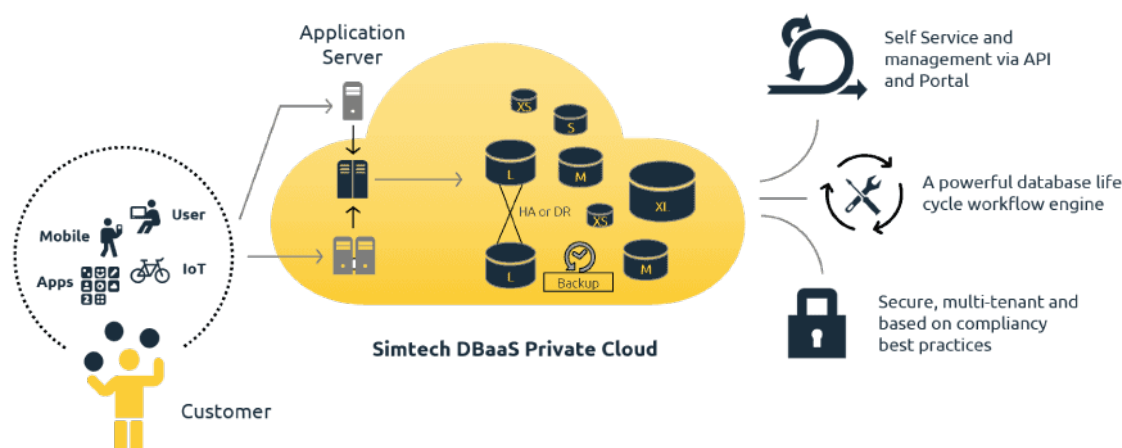 Application
Server
User
Mobile
Apps
IoT
Customer
XS
S
L
M
XL
HA or DR
XS
L
M
Backup
Simtech DBaaS Private Cloud
Self Service and
management via API
and Portal
A powerful database life
cycle workflow engine
Secure, multi-tenant and
based on compliancy
best practices